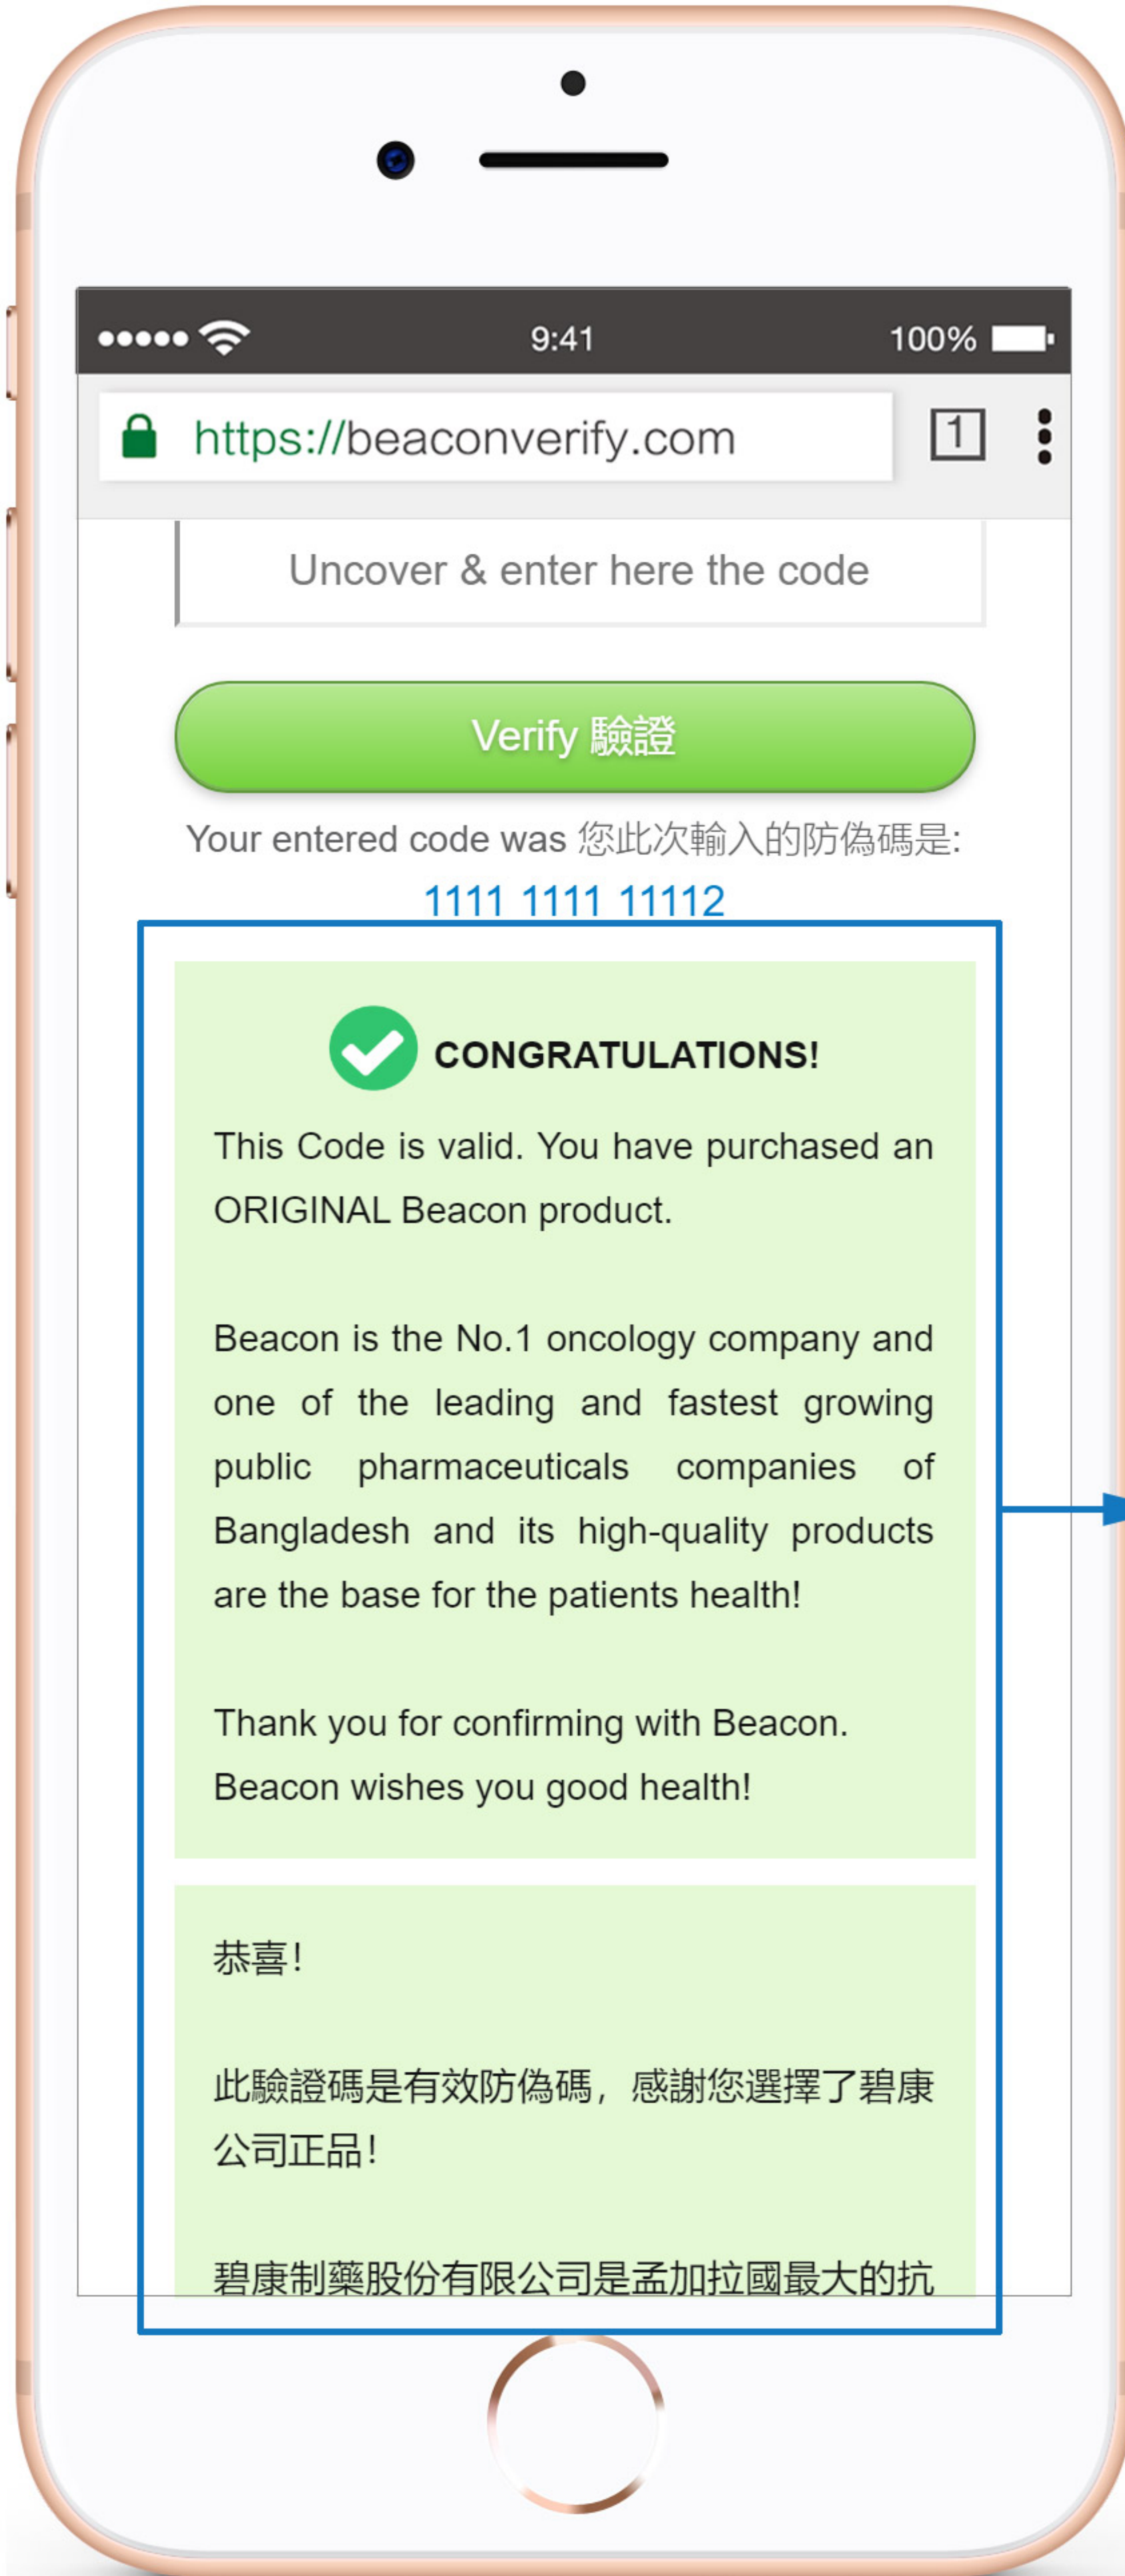 9:41
100%
https://beaconverify.com
1
Uncover & enter here the code
Verify 驗證
Your entered code was 您此次輸入的防偽碼是:
1111 1111 11112
CONGRATULATIONS!
This Code is valid. You have purchased an
ORIGINAL Beacon product.
Beacon is the No.1 oncology company and
one of the leading and fastest growing
public pharmaceuticals companies of
Bangladesh and its high-quality products
are the base for the patients health!
Thank you for confirming with Beacon.
Beacon wishes you good health!
恭喜!
此驗證碼是有效防偽碼，感謝您選擇了碧康
公司正品!
碧康制藥股份有限公司是孟加拉國最大的抗